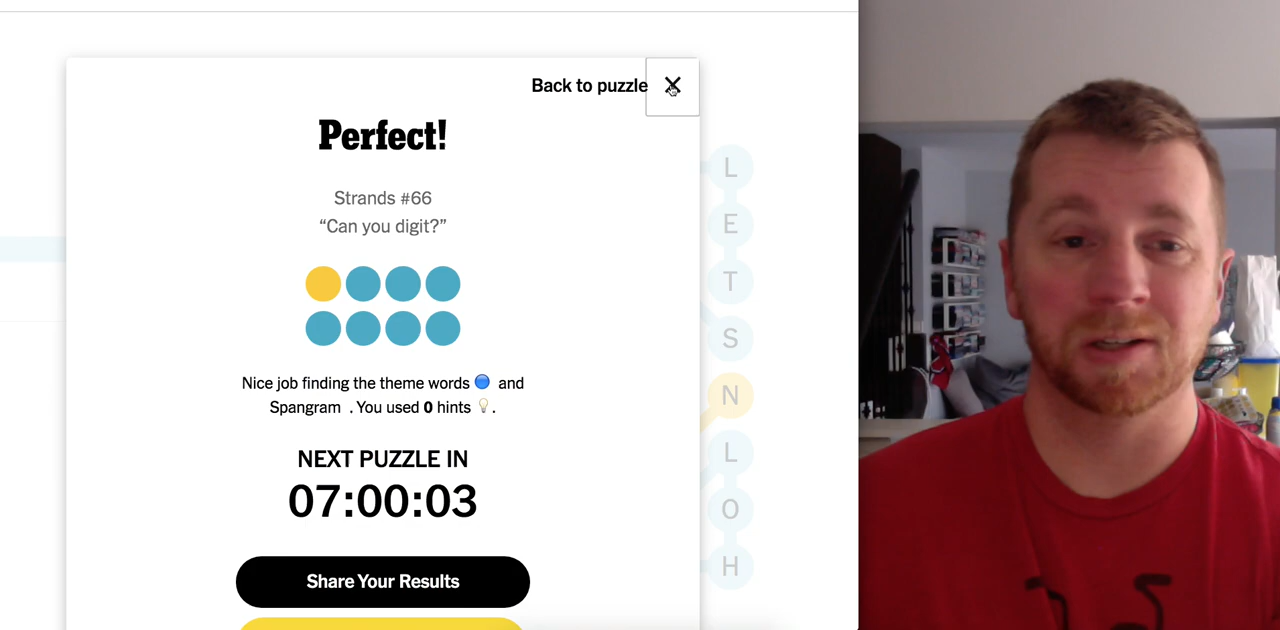 Back to puzzle
Perfect!
Strands #66
“Can you digit?”
Nice job finding the theme words and
Spangram . You used 0 hints .
NEXT PUZZLE IN
07:00:03
Share Your Results
L
E
T
S
N
L
O
H